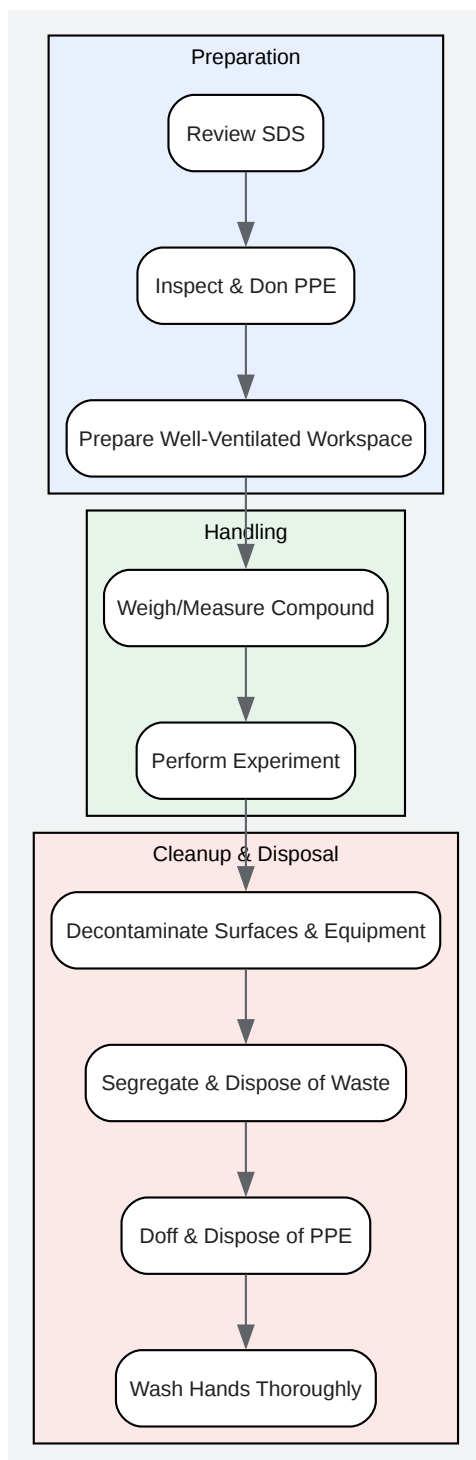 Preparation
Review SDS
Inspect & Don PPE
Prepare Well-Ventilated Workspace
Handling
Weigh/Measure Compound
Perform Experiment
Cleanup & Disposal
Decontaminate Surfaces & Equipment
Segregate & Dispose of Waste
Doff & Dispose of PPE
Wash Hands Thoroughly